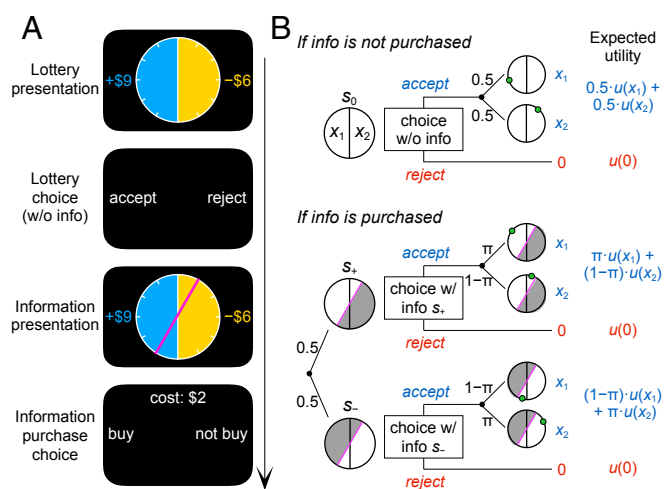 A
Lottery
presentation
+$9
−$6
Lottery
choice
(w/o info)
accept
reject
Information
presentation
+$9
−$6
Information
purchase
choice
cost: $2
buy
not buy
B
If info is not purchased
Expected
utility
s0
x1
x2
choice
w/o info
accept
0.5
0.5
x1
x2
0.5·u(x1) +
0.5·u(x2)
reject
0
u(0)
If info is purchased
0.5
0.5
s+
choice w/
info s+
accept
π
1−π
x1
x2
π·u(x1) +
(1−π)·u(x2)
reject
0
u(0)
s−
choice w/
info s−
accept
1−π
π
x1
x2
(1−π)·u(x1)
+ π·u(x2)
reject
0
u(0)